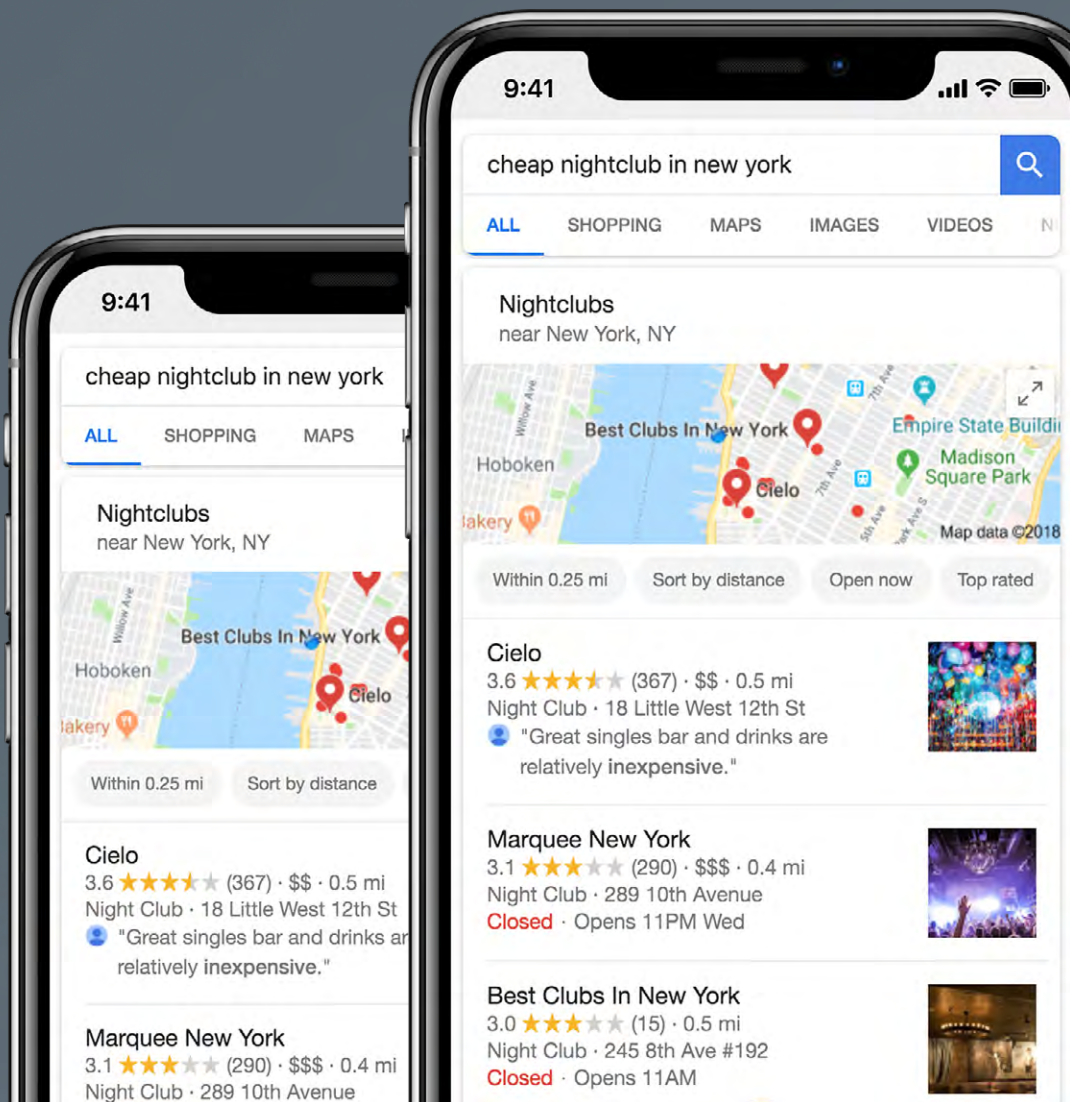 9:41
cheap nightclub in new york
ALL SHOPPING MAPS
Nightclubs
near New York, NY
Willow Ave
Best Clubs In New York
Hoboken
Cielo
Within 0.25 mi Sort by distance
Cielo
3.6 (367) · $$ · 0.5 mi
Night Club · 18 Little West 12th St
"Great singles bar and drinks ar
relatively inexpensive."
Marquee New York
3.1 (290) · $$$ · 0.4 mi
Night Club · 289 10th Avenue
9:41
cheap nightclub in new york
ALL SHOPPING MAPS IMAGES VIDEOS N
Nightclubs
near New York, NY
Willow Ave
7th Ave
Best Clubs In New York
Empire State Buildi
Hoboken
Madison
Square Park
Cielo
7th Ave
akery
5th Ave
Park Ave S
Map data ©2018
Within 0.25 mi Sort by distance Open now Top rated
Cielo
3.6 (367) · $$ · 0.5 mi
Night Club · 18 Little West 12th St
"Great singles bar and drinks are
relatively inexpensive."
Marquee New York
3.1 (290) · $$$ · 0.4 mi
Night Club · 289 10th Avenue
Closed · Opens 11PM Wed
Best Clubs In New York
3.0 (15) · 0.5 mi
Night Club · 245 8th Ave #192
Closed · Opens 11AM